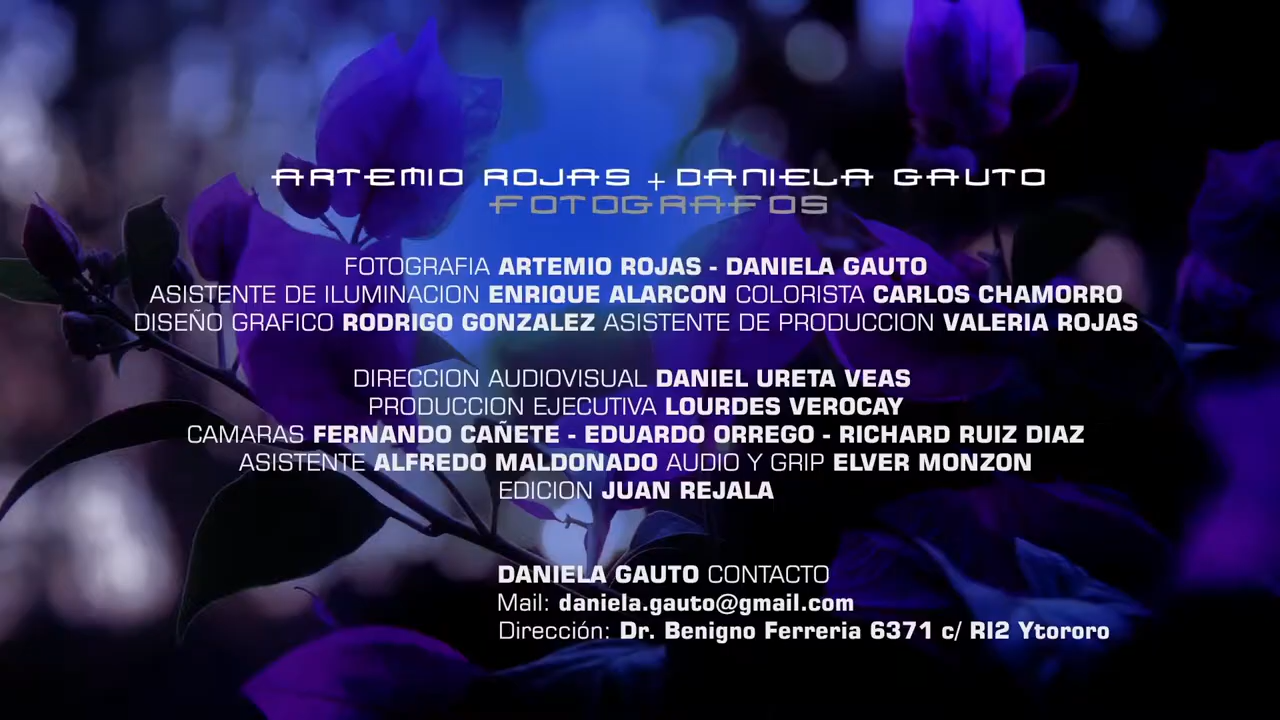 ARTEMIO ROJAS + DANIELA GAUTO
FOTOGRAFOS
FOTOGRAFIA ARTEMIO ROJAS - DANIELA GAUTO
ASISTENTE DE ILUMINACION ENRIQUE ALARCON COLORISTA CARLOS CHAMORRO
DISEÑO GRAFICO RODRIGO GONZALEZ ASISTENTE DE PRODUCCION VALERIA ROJAS
DIRECCION AUDIOVISUAL DANIEL URETA VEAS
PRODUCCION EJECUTIVA LOURDES VEROCAY
CAMARAS FERNANDO CAÑETE - EDUARDO ORREGO - RICHARD RUIZ DIAZ
ASISTENTE ALFREDO MALDONADO AUDIO Y GRIP ELVER MONZON
EDICION JUAN REJALA
DANIELA GAUTO CONTACTO
Mail: daniela.gauto@gmail.com
Dirección: Dr. Benigno Ferreria 6371 c/ RI2 Ytororo